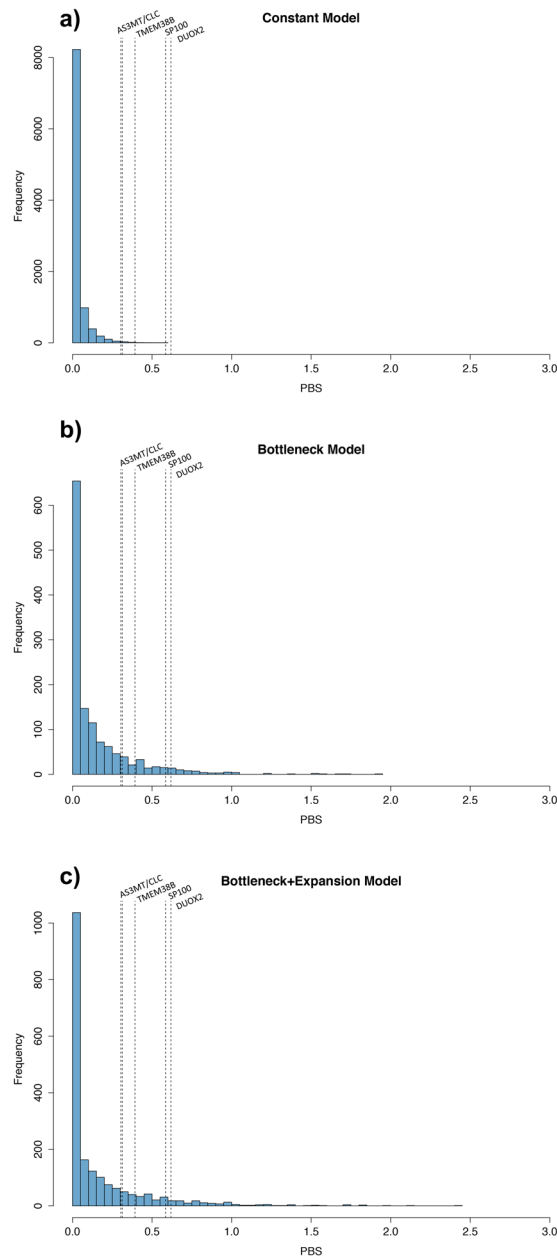 a)
Constant Model
AS3MT/CLC
TMEM38B
SP100
DUOX2
Frequency
8000
6000
4000
2000
0
0.0 0.5 1.0 1.5 2.0 2.5 3.0
PBS
b)
Bottleneck Model
AS3MT/CLC
TMEM38B
SP100
DUOX2
Frequency
600
500
400
300
200
100
0
0.0 0.5 1.0 1.5 2.0 2.5 3.0
PBS
c)
Bottleneck+Expansion Model
AS3MT/CLC
TMEM38B
SP100
DUOX2
Frequency
1000
800
600
400
200
0
0.0 0.5 1.0 1.5 2.0 2.5 3.0
PBS